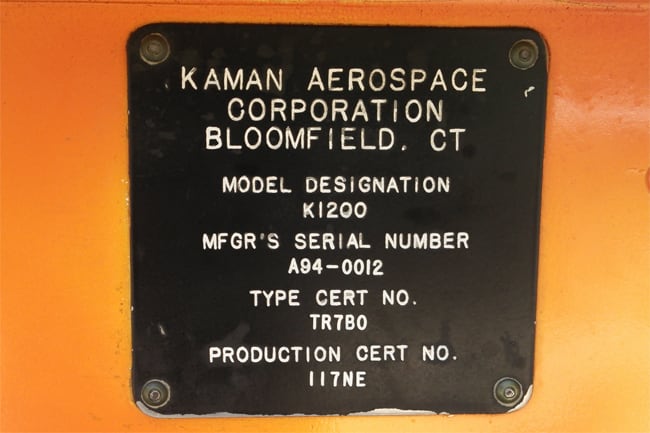 KAMAN AEROSPACE
CORPORATION
BLOOMFIELD. CT
MODEL DESIGNATION
K1200
MFGR'S SERIAL NUMBER
A94-0012
TYPE CERT NO.
TR7BO
PRODUCTION CERT NO.
117NE